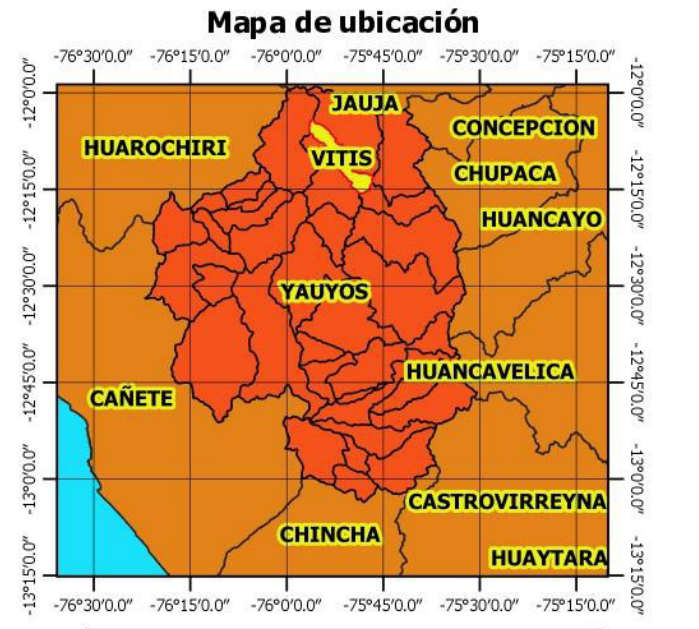 Mapa de ubicación
-76°30'0.0" -76°15'0.0" -76°0'0.0" -75°45'0.0" -75°30'0.0" -75°15'0.0"
-12°0'0.0" -12°0'0.0"
JAUJA
CONCEPCION
HUAROCHIRI
VITIS
CHUPACA
-12°15'0.0" -12°15'0.0"
HUANCAYO
YAUYOS
-12°30'0.0" -12°30'0.0"
HUANCAVELICA
-12°45'0.0" -12°45'0.0"
CAÑETE
-13°0'0.0" -13°0'0.0"
CASTROVIRREYNA
CHINCHA
HUAYTARA
-13°15'0.0" -13°15'0.0"
-76°30'0.0" -76°15'0.0" -76°0'0.0" -75°45'0.0" -75°30'0.0" -75°15'0.0"